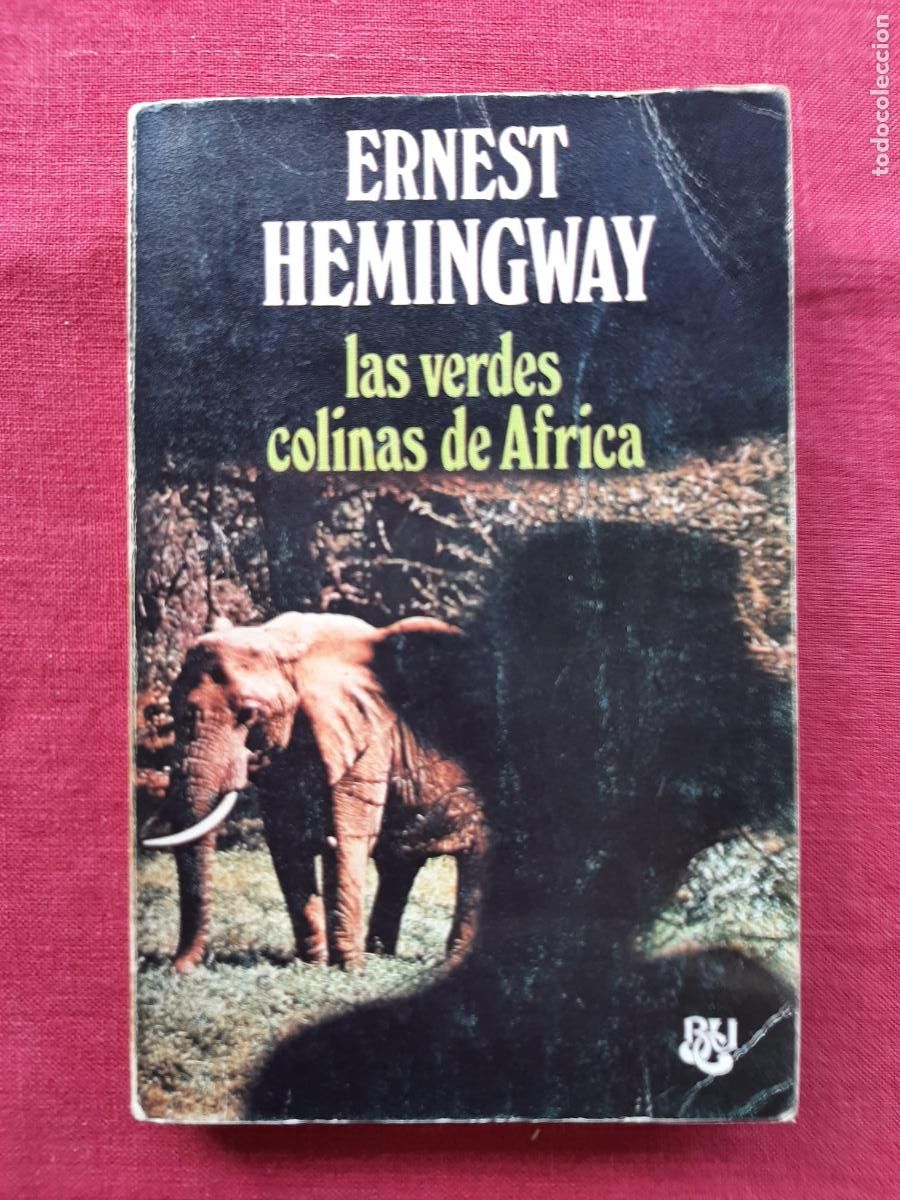 ERNEST
HEMINGWAY
las verdes
colinas de Africa
todocoleccion